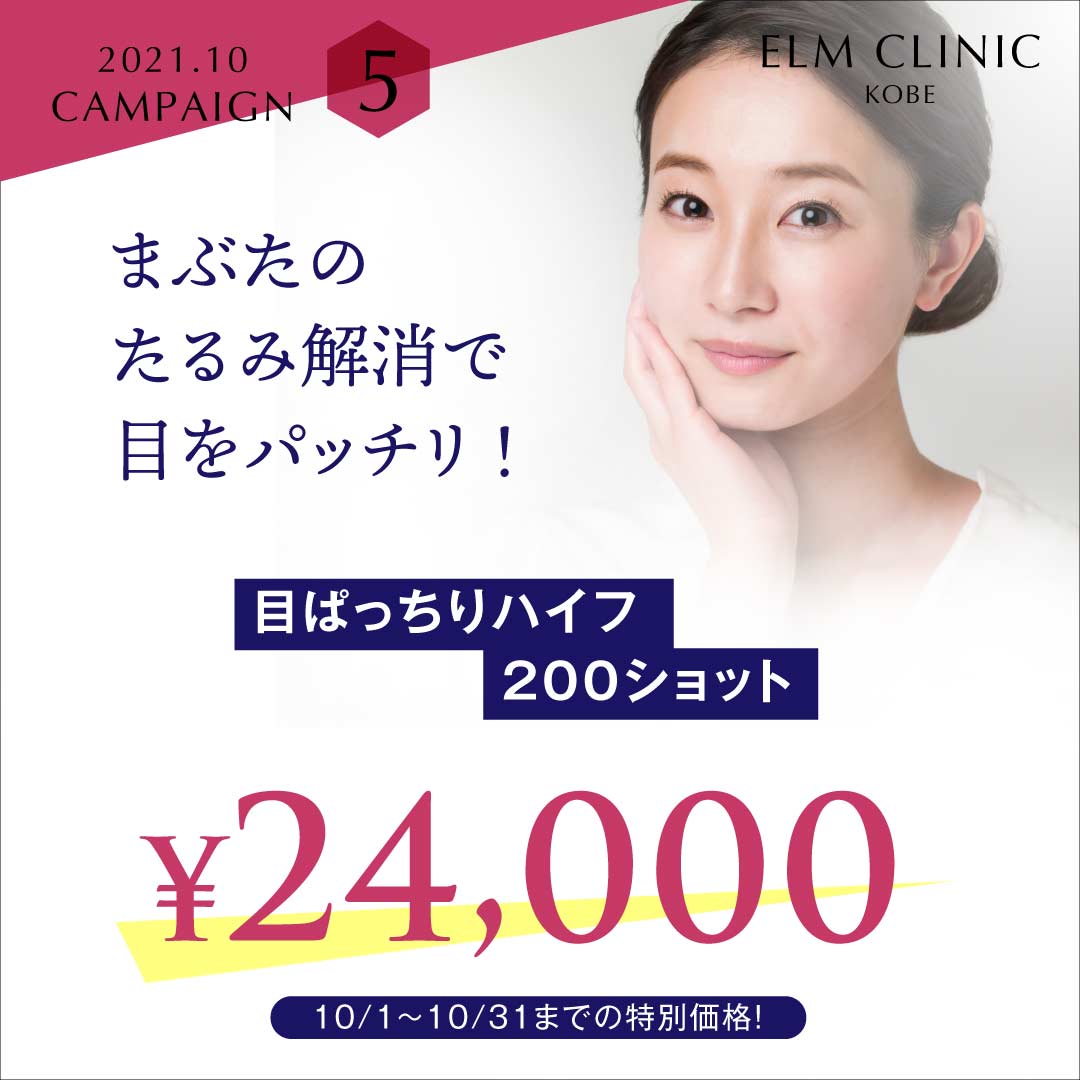 2021.10
CAMPAIGN
5
ELM CLINIC
KOBE
まぶたの
たるみ解消で
目をパッチリ！
目ぱっちりハイフ
200ショット
¥24,000
10/1〜10/31までの特別価格!